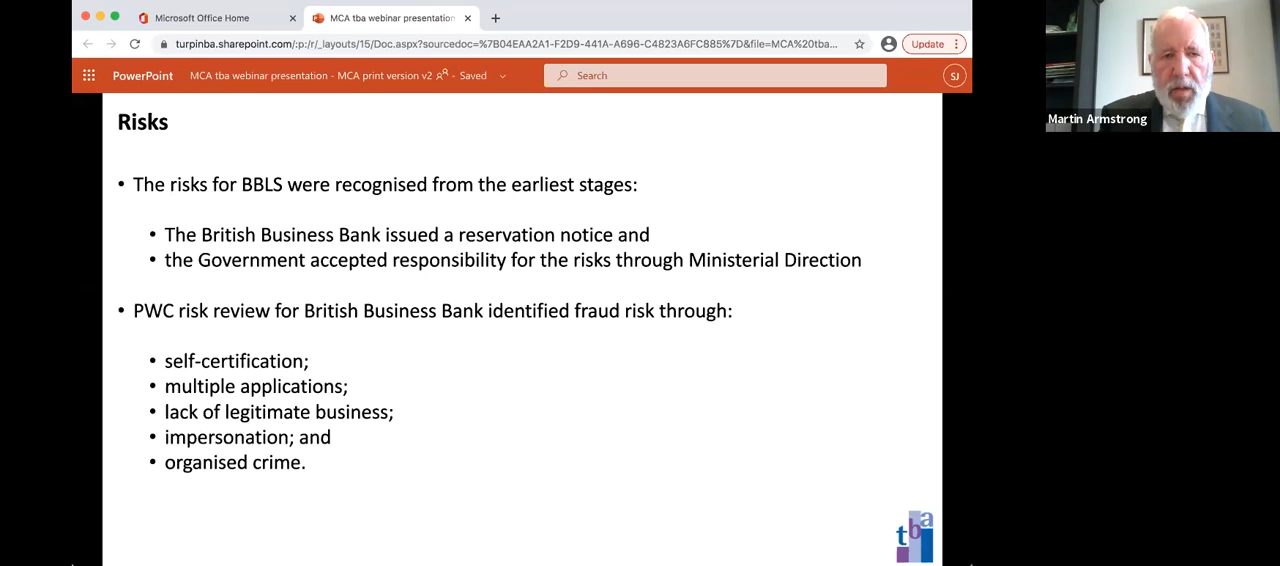 Microsoft Office Home
MCA tba webinar presentation
turpinba.sharepoint.com/:p:/r/_layouts/15/Doc.aspx?sourcedoc=%7B04EAA2A1-F2D9-441A-A696-C4823A6FC885%7D&file=MCA%20tba...
Update
PowerPoint
MCA tba webinar presentation - MCA print version v2 - Saved
Search
SJ
Martin Armstrong
Risks
• The risks for BBLS were recognised from the earliest stages:
• The British Business Bank issued a reservation notice and
• the Government accepted responsibility for the risks through Ministerial Direction
• PWC risk review for British Business Bank identified fraud risk through:
• self-certification;
• multiple applications;
• lack of legitimate business;
• impersonation; and
• organised crime.
tba